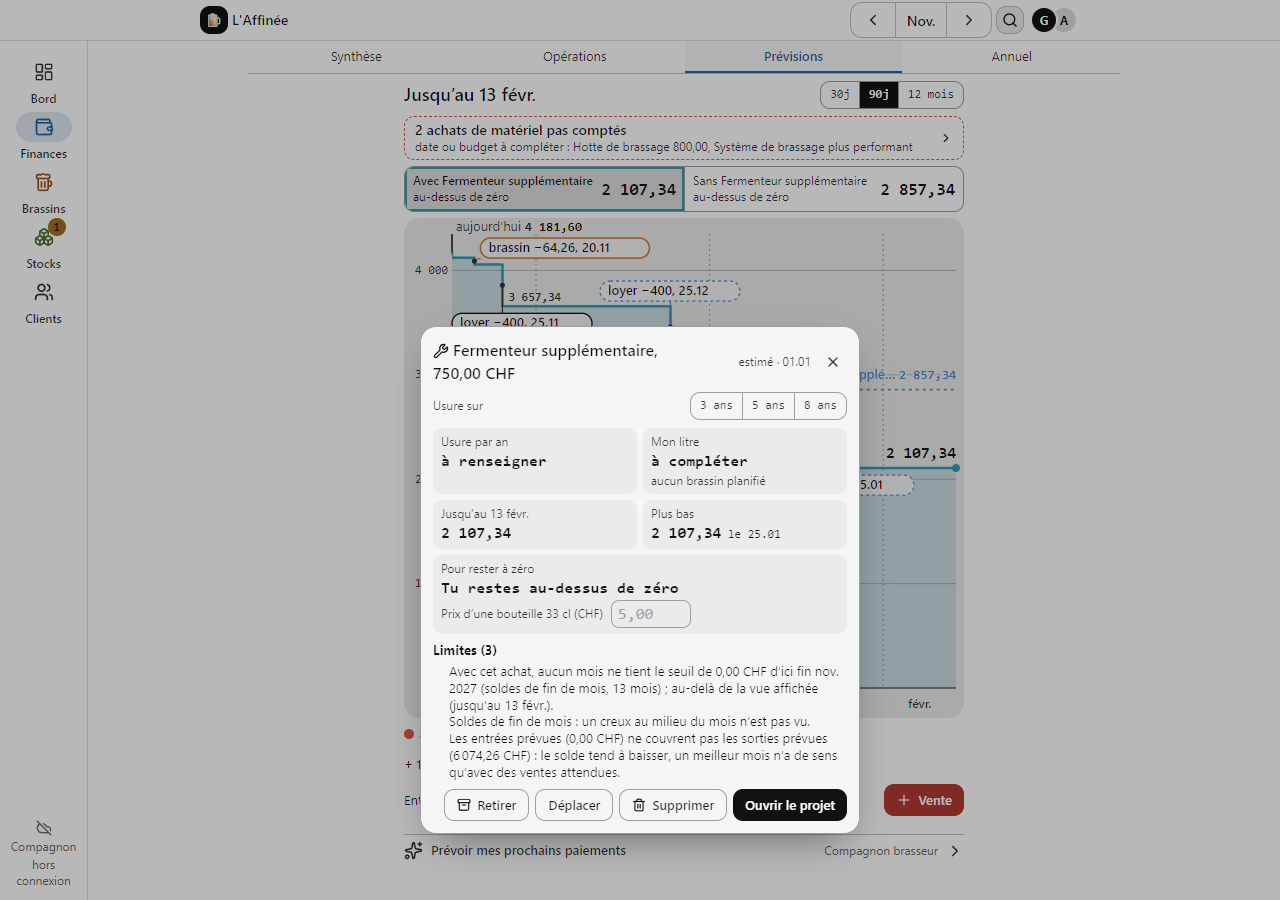 L'Affinée
Nov.
G
A
Synthèse
Opérations
Prévisions
Annuel
Bord
Finances
Brassins
1
Stocks
Clients
Compagnon
hors
connexion
Jusqu'au 13 févr.
30j
90j
12 mois
2 achats de matériel pas comptés
date ou budget à compléter : Hotte de brassage 800,00, Système de brassage plus performant
Avec Fermenteur supplémentaire
au-dessus de zéro
2 107,34
Sans Fermenteur supplémentaire
au-dessus de zéro
2 857,34
aujourd'hui 4 181,60
brassin −64,26, 20.11
4 000
3 657,34
loyer −400, 25.12
loyer −400, 25.11
pplé… 2 857,34
2 107,34
5.01
févr.
Fermenteur supplémentaire,
750,00 CHF
estimé · 01.01
Usure sur
3 ans
5 ans
8 ans
Usure par an
à renseigner
Mon litre
à compléter
aucun brassin planifié
Jusqu'au 13 févr.
2 107,34
Plus bas
2 107,34 le 25.01
Pour rester à zéro
Tu restes au-dessus de zéro
Prix d'une bouteille 33 cl (CHF)
5,00
Limites (3)
Avec cet achat, aucun mois ne tient le seuil de 0,00 CHF d'ici fin nov.
2027 (soldes de fin de mois, 13 mois) ; au-delà de la vue affichée
(jusqu'au 13 févr.).
Soldes de fin de mois : un creux au milieu du mois n'est pas vu.
Les entrées prévues (0,00 CHF) ne couvrent pas les sorties prévues
(6 074,26 CHF) : le solde tend à baisser, un meilleur mois n'a de sens
qu'avec des ventes attendues.
Retirer
Déplacer
Supprimer
Ouvrir le projet
+ Vente
Prévoir mes prochains paiements
Compagnon brasseur